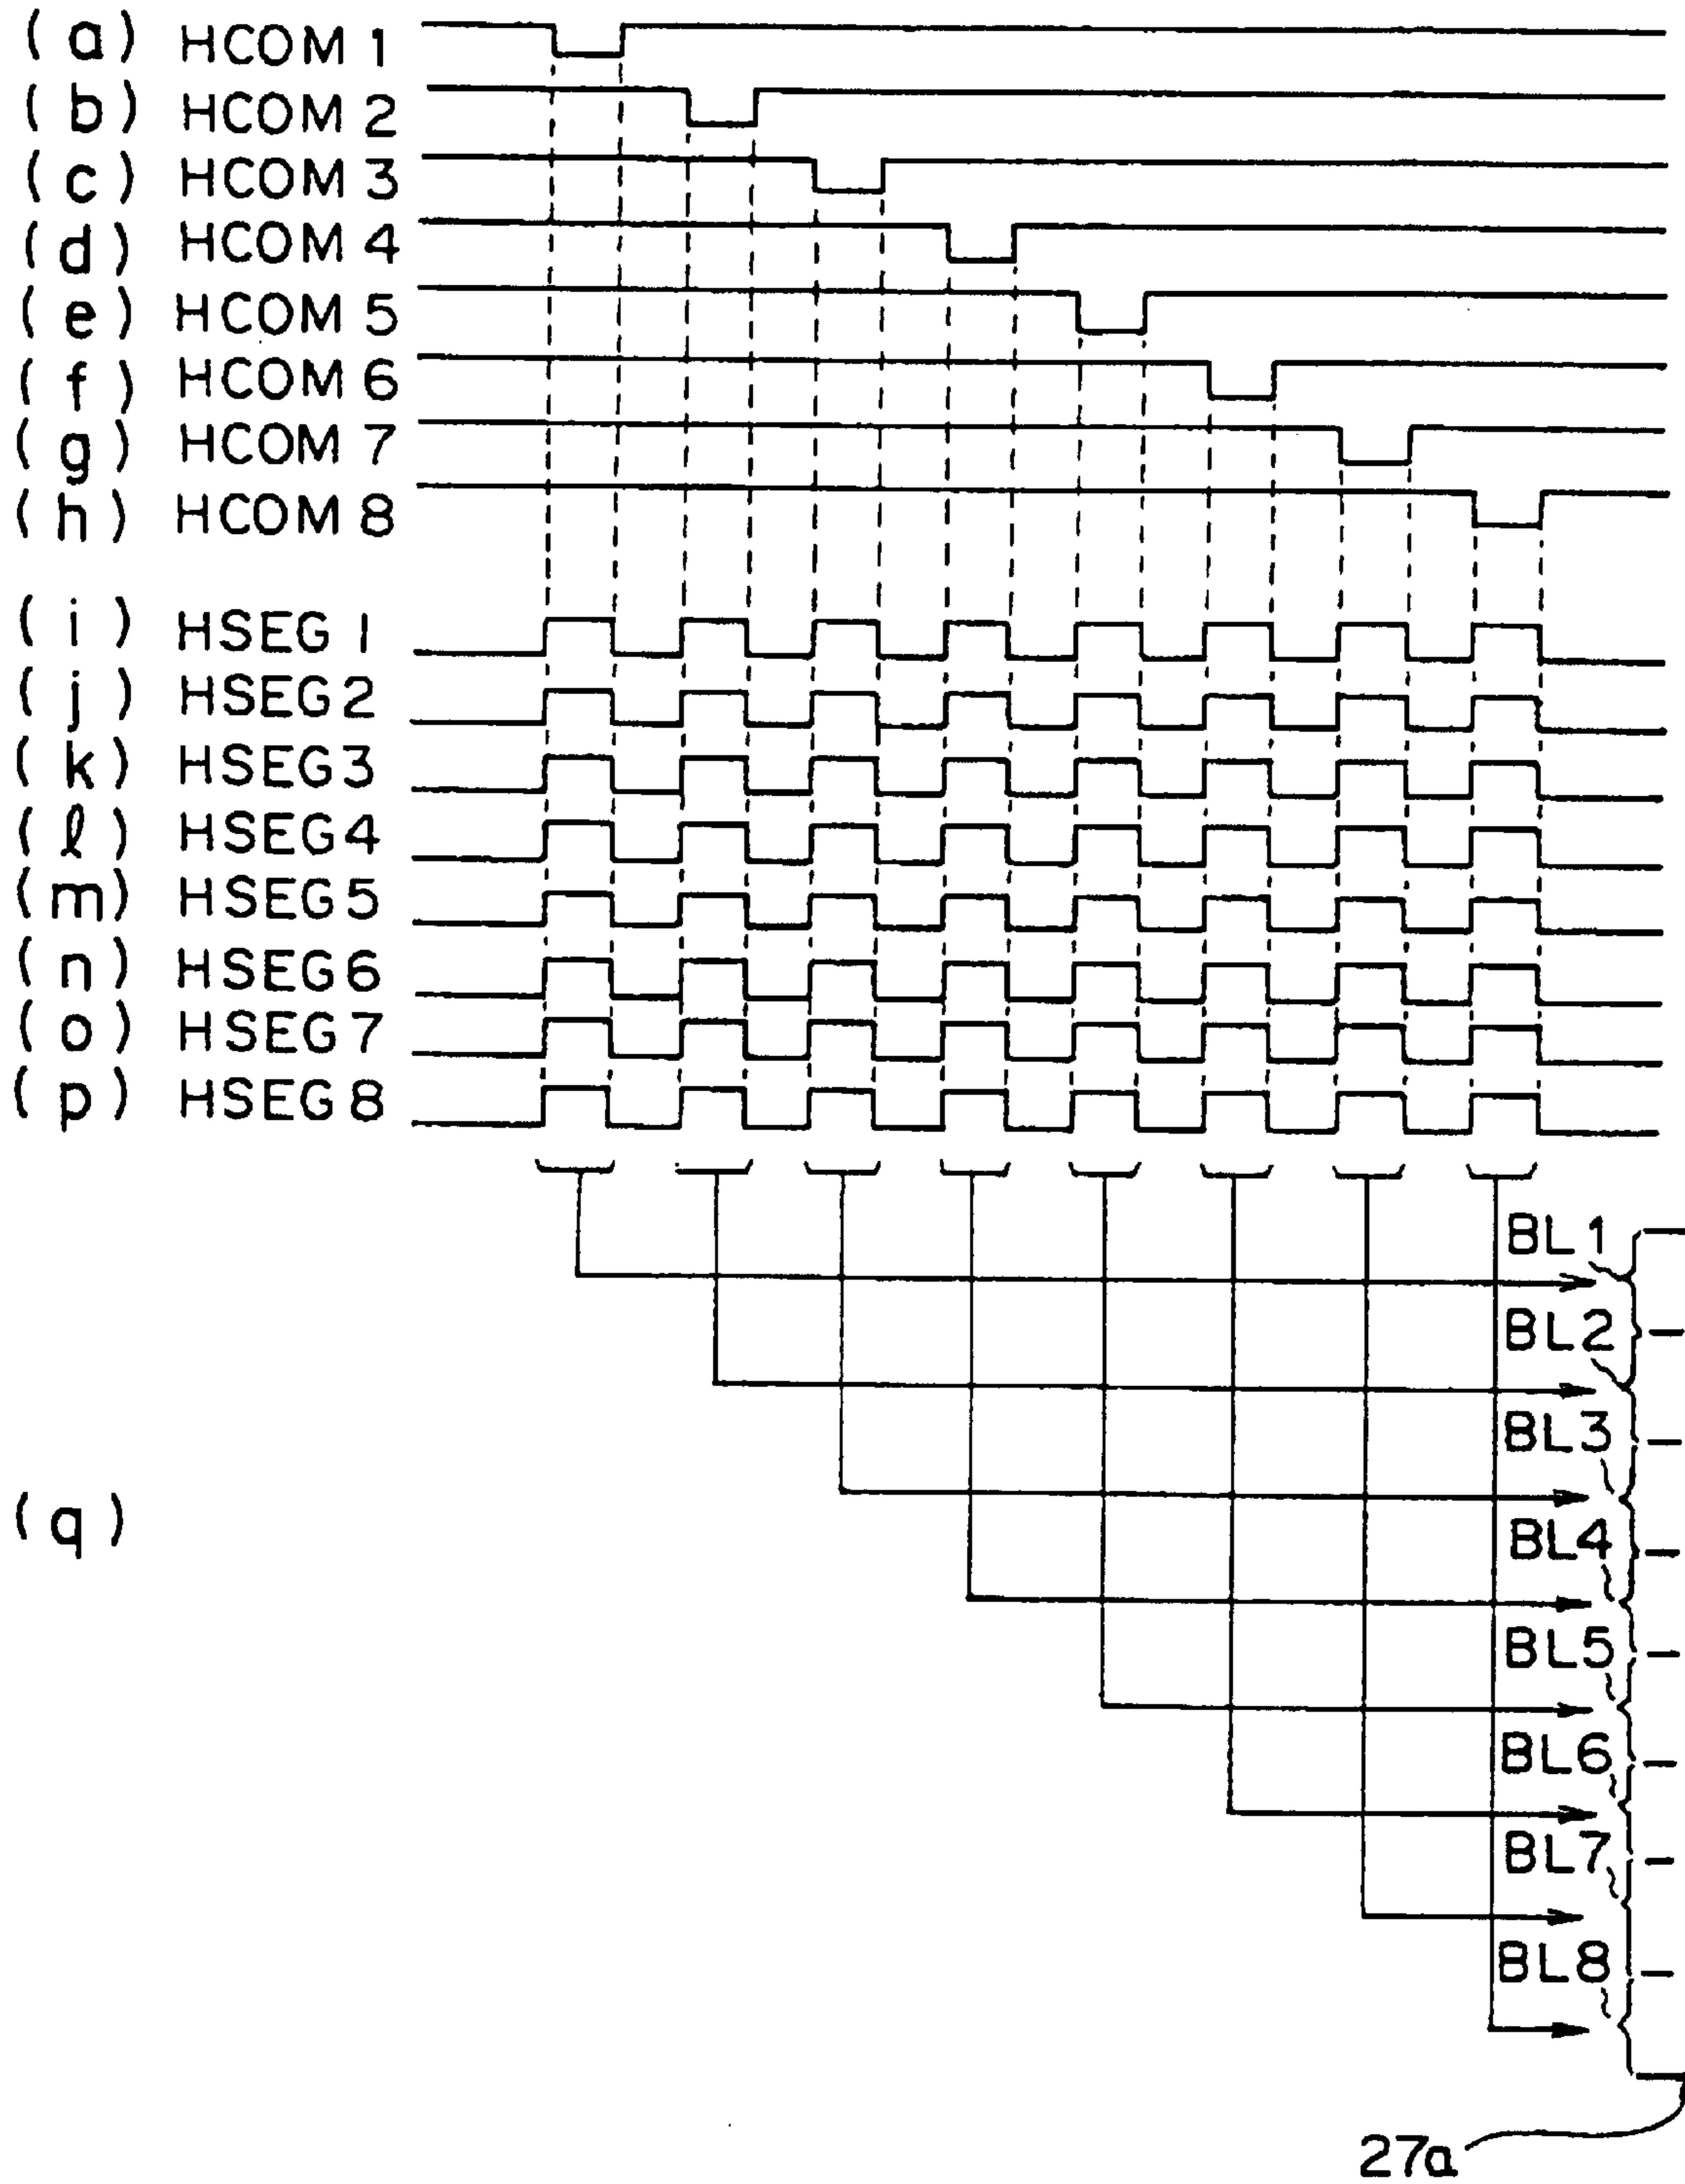 (a) HCOM 1
(b) HCOM 2
(c) HCOM 3
(d) HCOM 4
(e) HCOM 5
(f) HCOM 6
(g) HCOM 7
(h) HCOM 8
(i) HSEG 1
(j) HSEG 2
(k) HSEG 3
(ℓ) HSEG 4
(m) HSEG 5
(n) HSEG 6
(o) HSEG 7
(p) HSEG 8
BL1
BL2
BL3
(q)
BL4
BL5
BL6
BL7
BL8
27a